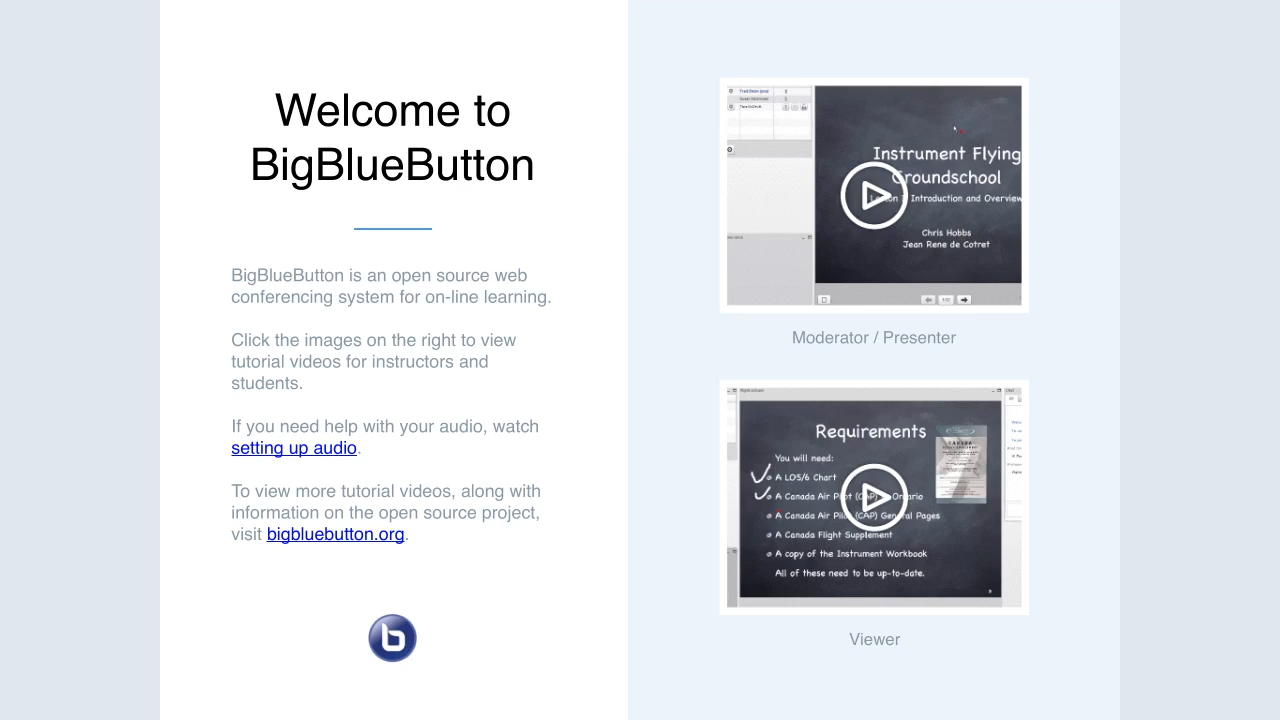 Welcome to
BigBlueButton
BigBlueButton is an open source web
conferencing system for on-line learning.
Click the images on the right to view
tutorial videos for instructors and
students.
If you need help with your audio, watch
setting up audio.
To view more tutorial videos, along with
information on the open source project,
visit bigbluebutton.org.
b
Instrument Flying
Groundschool
Introduction and Overview
Chris Hobbs
Jean Rene de Cotret
Moderator / Presenter
Requirements
You will need:
A LO5/6 Chart
A Canada Air Pilot (CAP) Ontario
A Canada Air Pilot (CAP) General Pages
A Canada Flight Supplement
A copy of the Instrument Workbook
All of these need to be up-to-date.
Viewer